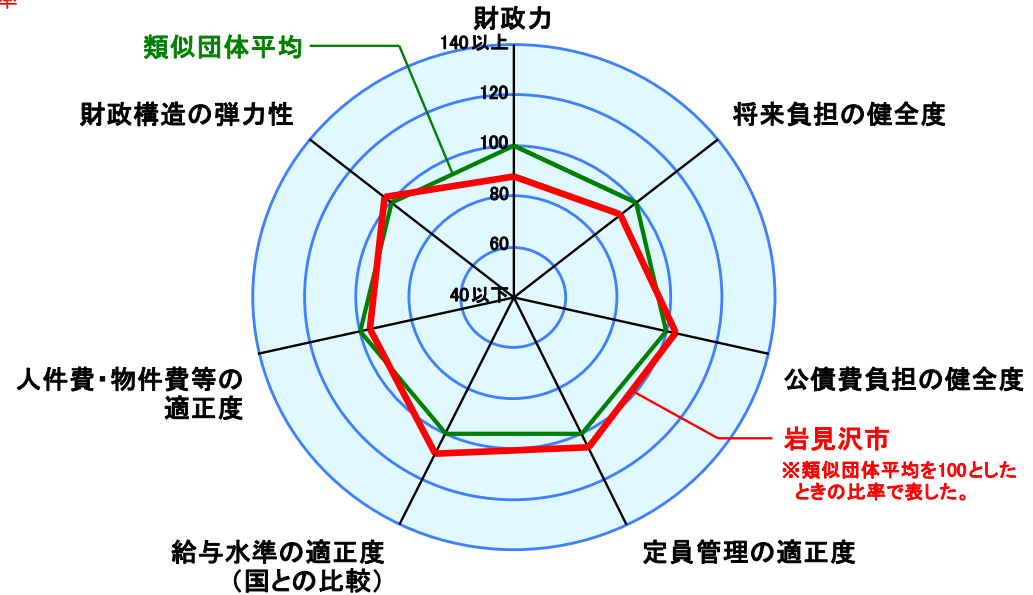 率
財政力
140以上
類似団体平均
120
財政構造の弾力性
将来負担の健全度
100
80
60
40以下
人件費・物件費等の
適正度
公債費負担の健全度
岩見沢市
※類似団体平均を100とした
ときの比率で表した。
給与水準の適正度
（国との比較）
定員管理の適正度